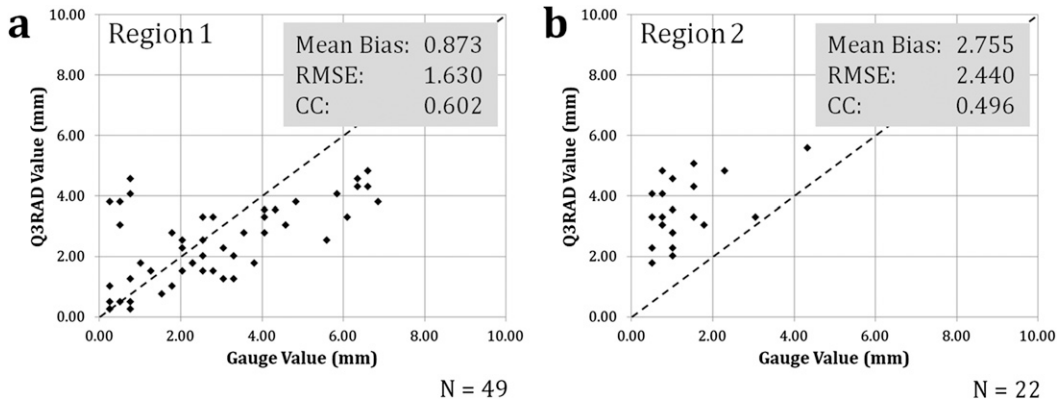 a
Region 1
Mean Bias: 0.873
RMSE: 1.630
CC: 0.602
10.00
8.00
6.00
4.00
2.00
0.00
Q3RAD Value (mm)
0.00 2.00 4.00 6.00 8.00 10.00
Gauge Value (mm)
N = 49
b
Region 2
Mean Bias: 2.755
RMSE: 2.440
CC: 0.496
10.00
8.00
6.00
4.00
2.00
0.00
Q3RAD Value (mm)
0.00 2.00 4.00 6.00 8.00 10.00
Gauge Value (mm)
N = 22